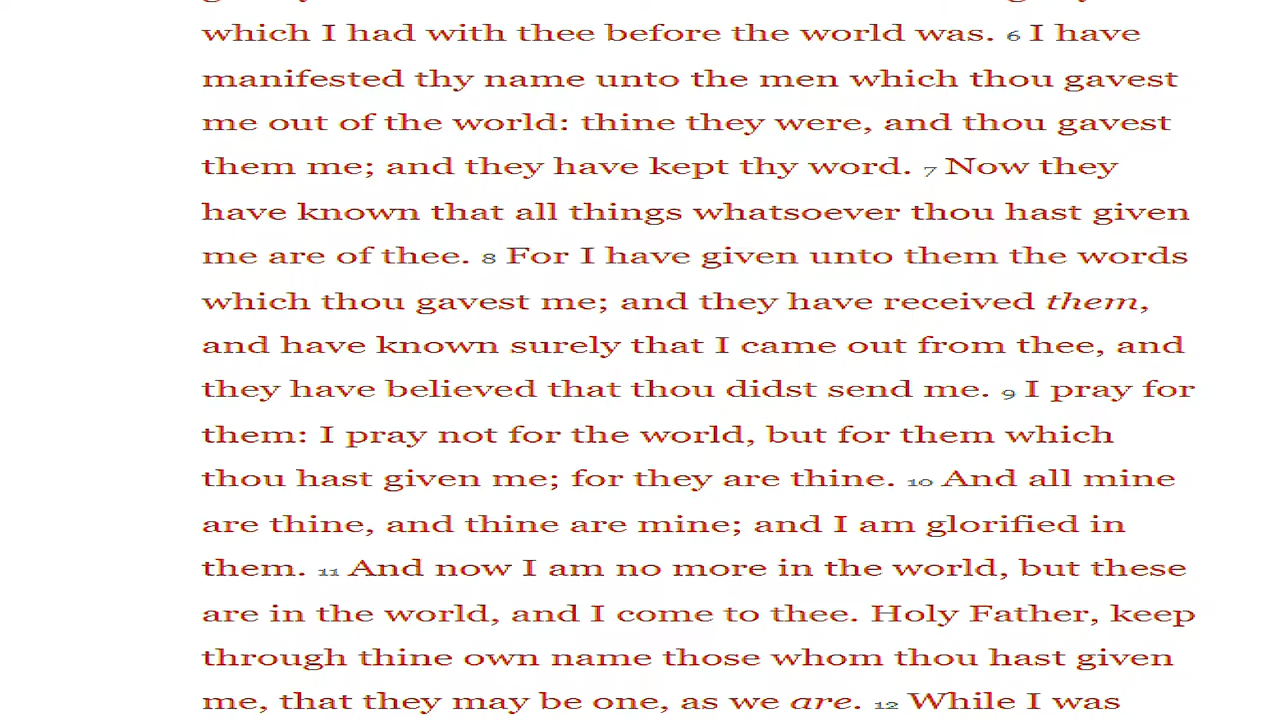 which I had with thee before the world was. 6 I have
manifested thy name unto the men which thou gavest
me out of the world: thine they were, and thou gavest
them me; and they have kept thy word. 7 Now they
have known that all things whatsoever thou hast given
me are of thee. 8 For I have given unto them the words
which thou gavest me; and they have received them,
and have known surely that I came out from thee, and
they have believed that thou didst send me. 9 I pray for
them: I pray not for the world, but for them which
thou hast given me; for they are thine. 10 And all mine
are thine, and thine are mine; and I am glorified in
them. 11 And now I am no more in the world, but these
are in the world, and I come to thee. Holy Father, keep
through thine own name those whom thou hast given
me, that they may be one, as we are. 12 While I was